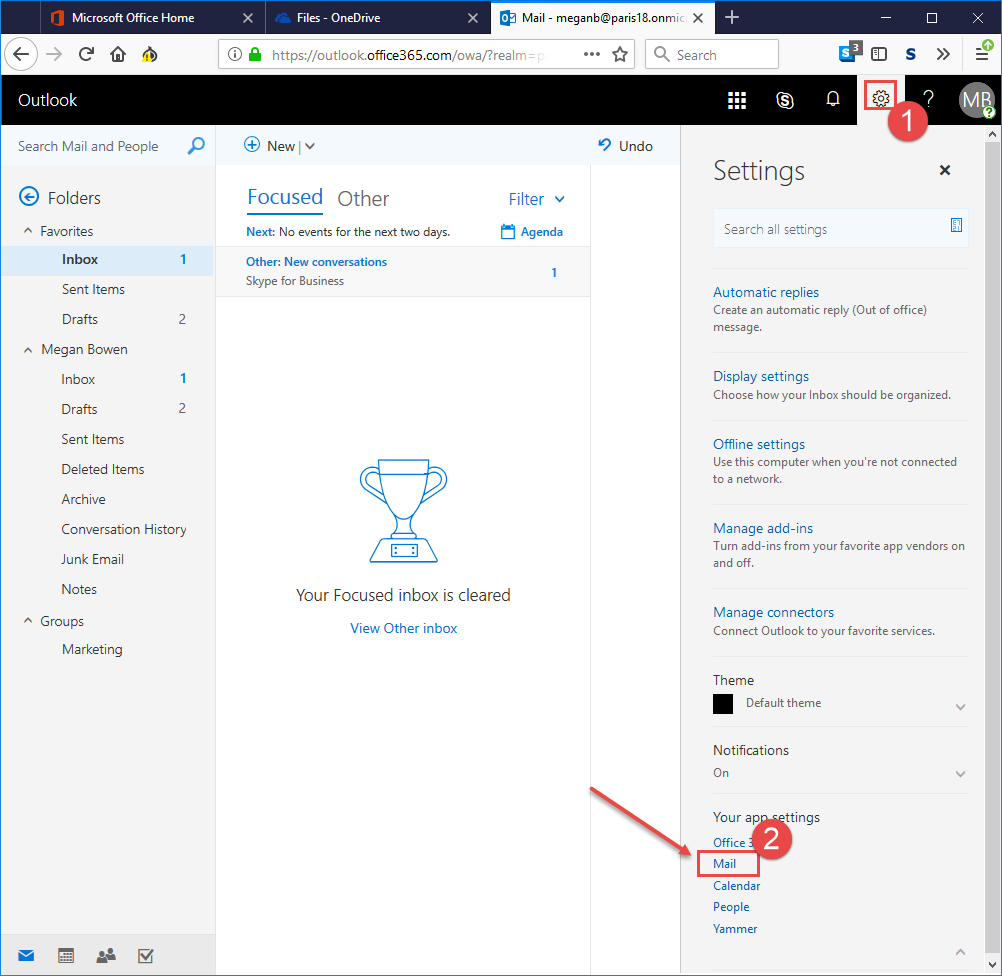 Microsoft Office Home
Files - OneDrive
Mail - meganb@paris18.onmic
https://outlook.office365.com/owa/?realm=p
Search
3
S
Outlook
MB
1
Search Mail and People
New
Undo
Settings
Folders
Focused
Other
Filter
Search all settings
Favorites
Next: No events for the next two days.
Agenda
Inbox 1
Other: New conversations
Skype for Business
1
Sent Items
Drafts 2
Megan Bowen
Inbox 1
Drafts 2
Sent Items
Deleted Items
Archive
Conversation History
Junk Email
Notes
Groups
Marketing
Your Focused inbox is cleared
View Other inbox
Automatic replies
Create an automatic reply (Out of office)
message.
Display settings
Choose how your Inbox should be organized.
Offline settings
Use this computer when you're not connected
to a network.
Manage add-ins
Turn add-ins from your favorite app vendors on
and off.
Manage connectors
Connect Outlook to your favorite services.
Theme
Default theme
Notifications
On
Your app settings
Office 3
2
Mail
Calendar
People
Yammer